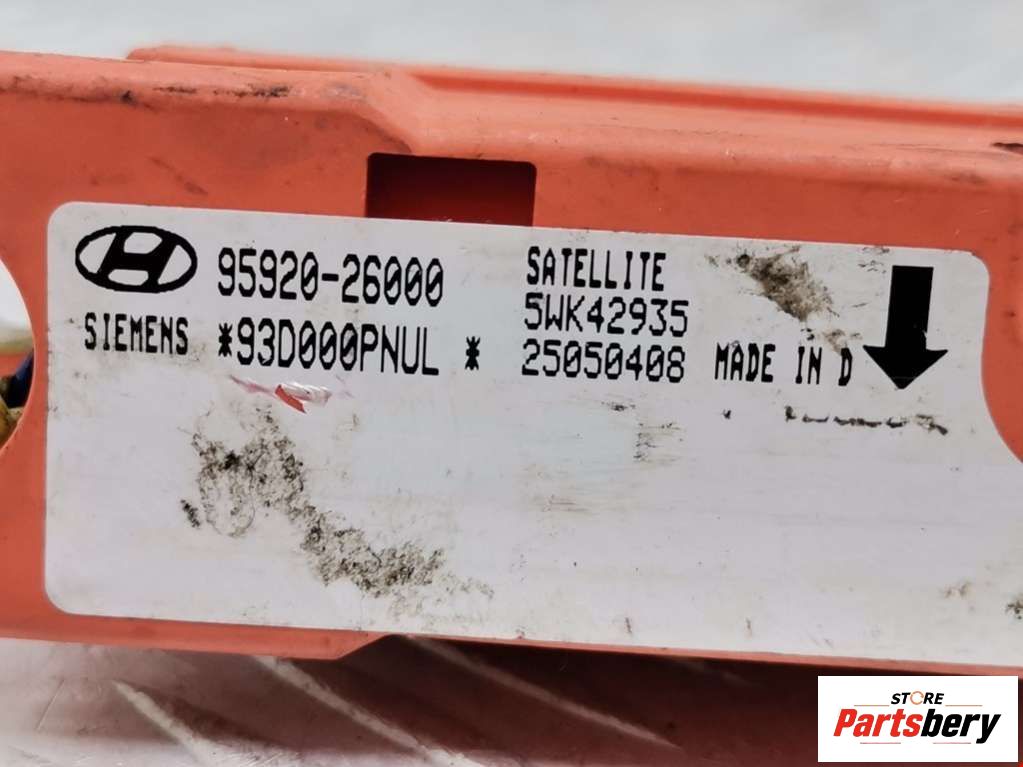 95920-26000
SIEMENS *93D000PNUL *
SATELLITE
5WK42935
25050408 MADE IN D
STORE
Partsbery